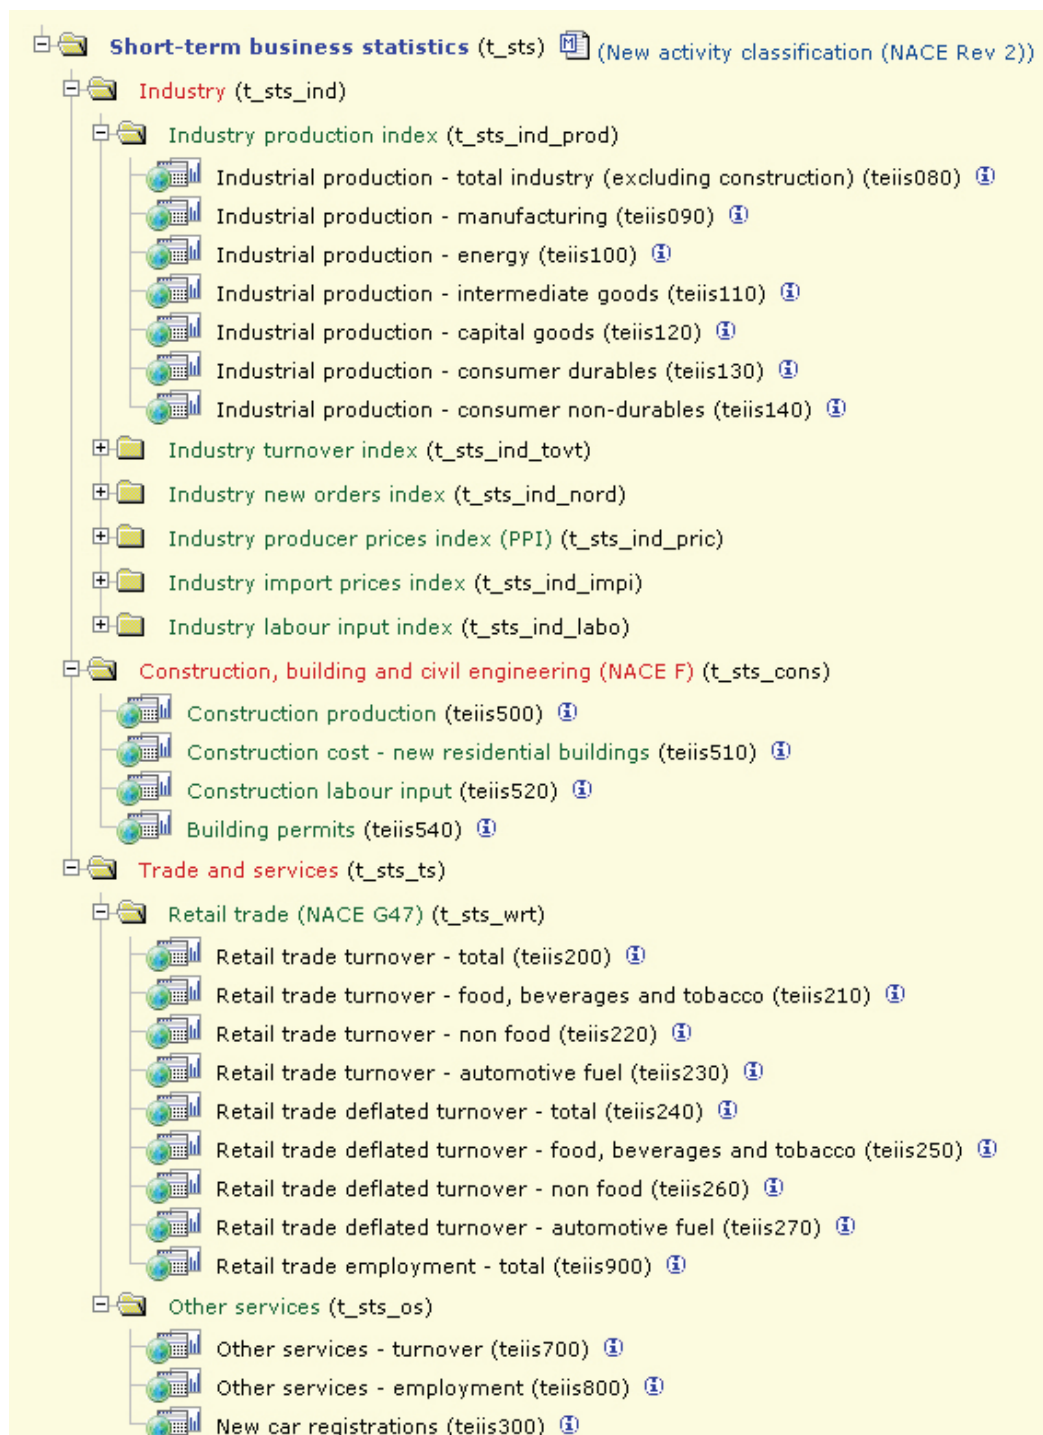 Short-term business statistics (t_sts) M (New activity classification (NACE Rev 2))
Industry (t_sts_ind)
Industry production index (t_sts_ind_prod)
Industrial production - total industry (excluding construction) (teiis080)
Industrial production - manufacturing (teiis090)
Industrial production - energy (teiis100)
Industrial production - intermediate goods (teiis110)
Industrial production - capital goods (teiis120)
Industrial production - consumer durables (teiis130)
Industrial production - consumer non-durables (teiis140)
Industry turnover index (t_sts_ind_tovt)
Industry new orders index (t_sts_ind_nord)
Industry producer prices index (PPI) (t_sts_ind_pric)
Industry import prices index (t_sts_ind_impi)
Industry labour input index (t_sts_ind_labo)
Construction, building and civil engineering (NACE F) (t_sts_cons)
Construction production (teiis500)
Construction cost - new residential buildings (teiis510)
Construction labour input (teiis520)
Building permits (teiis540)
Trade and services (t_sts_ts)
Retail trade (NACE G47) (t_sts_wrt)
Retail trade turnover - total (teiis200)
Retail trade turnover - food, beverages and tobacco (teiis210)
Retail trade turnover - non food (teiis220)
Retail trade turnover - automotive fuel (teiis230)
Retail trade deflated turnover - total (teiis240)
Retail trade deflated turnover - food, beverages and tobacco (teiis250)
Retail trade deflated turnover - non food (teiis260)
Retail trade deflated turnover - automotive fuel (teiis270)
Retail trade employment - total (teiis900)
Other services (t_sts_os)
Other services - turnover (teiis700)
Other services - employment (teiis800)
New car registrations (teiis300)